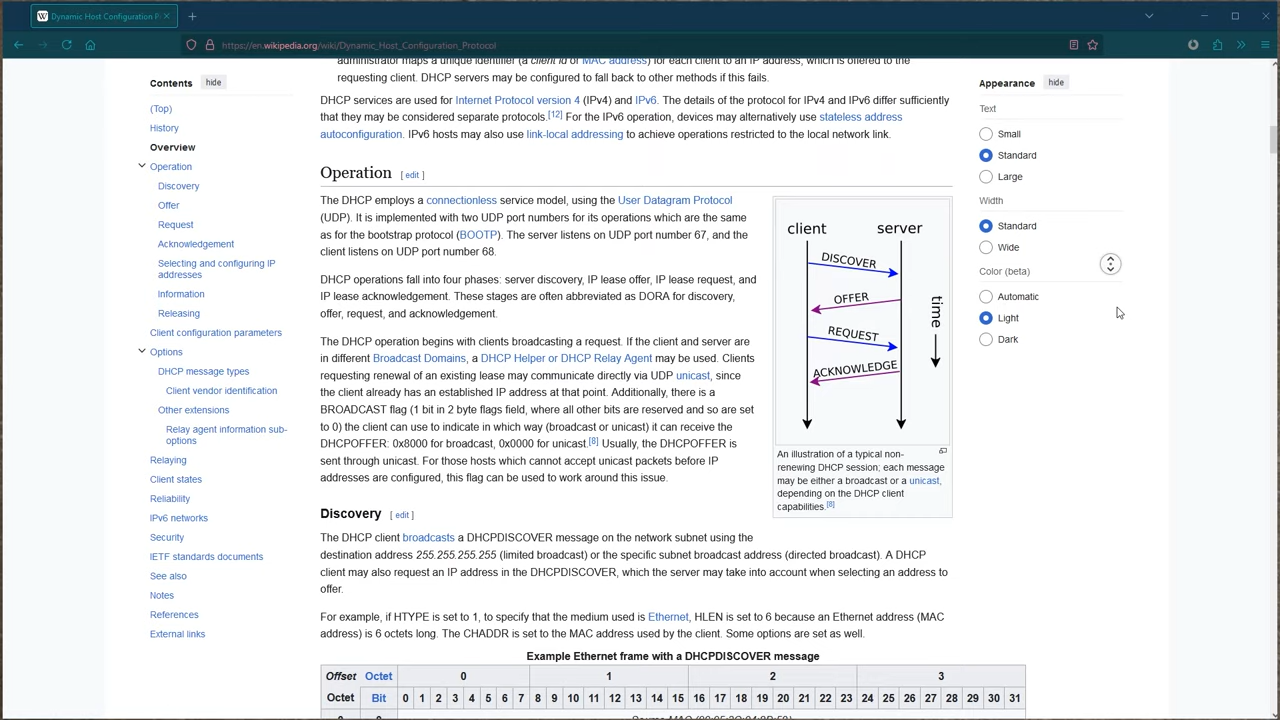 Dynamic Host Configuration P
https://en.wikipedia.org/wiki/Dynamic_Host_Configuration_Protocol
Contents hide
(Top)
History
Overview
Operation
Discovery
Offer
Request
Acknowledgement
Selecting and configuring IP
addresses
Information
Releasing
Client configuration parameters
Options
DHCP message types
Client vendor identification
Other extensions
Relay agent information sub-
options
Relaying
Client states
Reliability
IPv6 networks
Security
IETF standards documents
See also
Notes
References
External links
administrator maps a unique identifier (a client id or MAC address) for each client to an IP address, which is offered to the
requesting client. DHCP servers may be configured to fall back to other methods if this fails.
DHCP services are used for Internet Protocol version 4 (IPv4) and IPv6. The details of the protocol for IPv4 and IPv6 differ sufficiently
that they may be considered separate protocols.[12] For the IPv6 operation, devices may alternatively use stateless address
autoconfiguration. IPv6 hosts may also use link-local addressing to achieve operations restricted to the local network link.
Operation [ edit ]
The DHCP employs a connectionless service model, using the User Datagram Protocol
(UDP). It is implemented with two UDP port numbers for its operations which are the same
as for the bootstrap protocol (BOOTP). The server listens on UDP port number 67, and the
client listens on UDP port number 68.
DHCP operations fall into four phases: server discovery, IP lease offer, IP lease request, and
IP lease acknowledgement. These stages are often abbreviated as DORA for discovery,
offer, request, and acknowledgement.
The DHCP operation begins with clients broadcasting a request. If the client and server are
in different Broadcast Domains, a DHCP Helper or DHCP Relay Agent may be used. Clients
requesting renewal of an existing lease may communicate directly via UDP unicast, since
the client already has an established IP address at that point. Additionally, there is a
BROADCAST flag (1 bit in 2 byte flags field, where all other bits are reserved and so are set
to 0) the client can use to indicate in which way (broadcast or unicast) it can receive the
DHCPOFFER: 0x8000 for broadcast, 0x0000 for unicast.[8] Usually, the DHCPOFFER is
sent through unicast. For those hosts which cannot accept unicast packets before IP
addresses are configured, this flag can be used to work around this issue.
client server
DISCOVER
OFFER
REQUEST
ACKNOWLEDGE
time
An illustration of a typical non-
renewing DHCP session; each message
may be either a broadcast or a unicast,
depending on the DHCP client
capabilities.[8]
Discovery [ edit ]
The DHCP client broadcasts a DHCPDISCOVER message on the network subnet using the
destination address 255.255.255.255 (limited broadcast) or the specific subnet broadcast address (directed broadcast). A DHCP
client may also request an IP address in the DHCPDISCOVER, which the server may take into account when selecting an address to
offer.
For example, if HTYPE is set to 1, to specify that the medium used is Ethernet, HLEN is set to 6 because an Ethernet address (MAC
address) is 6 octets long. The CHADDR is set to the MAC address used by the client. Some options are set as well.
Example Ethernet frame with a DHCPDISCOVER message
Offset Octet 0 1 2 3
Octet Bit 0 1 2 3 4 5 6 7 8 9 10 11 12 13 14 15 16 17 18 19 20 21 22 23 24 25 26 27 28 29 30 31
Appearance hide
Text
Small
Standard
Large
Width
Standard
Wide
Color (beta)
Automatic
Light
Dark